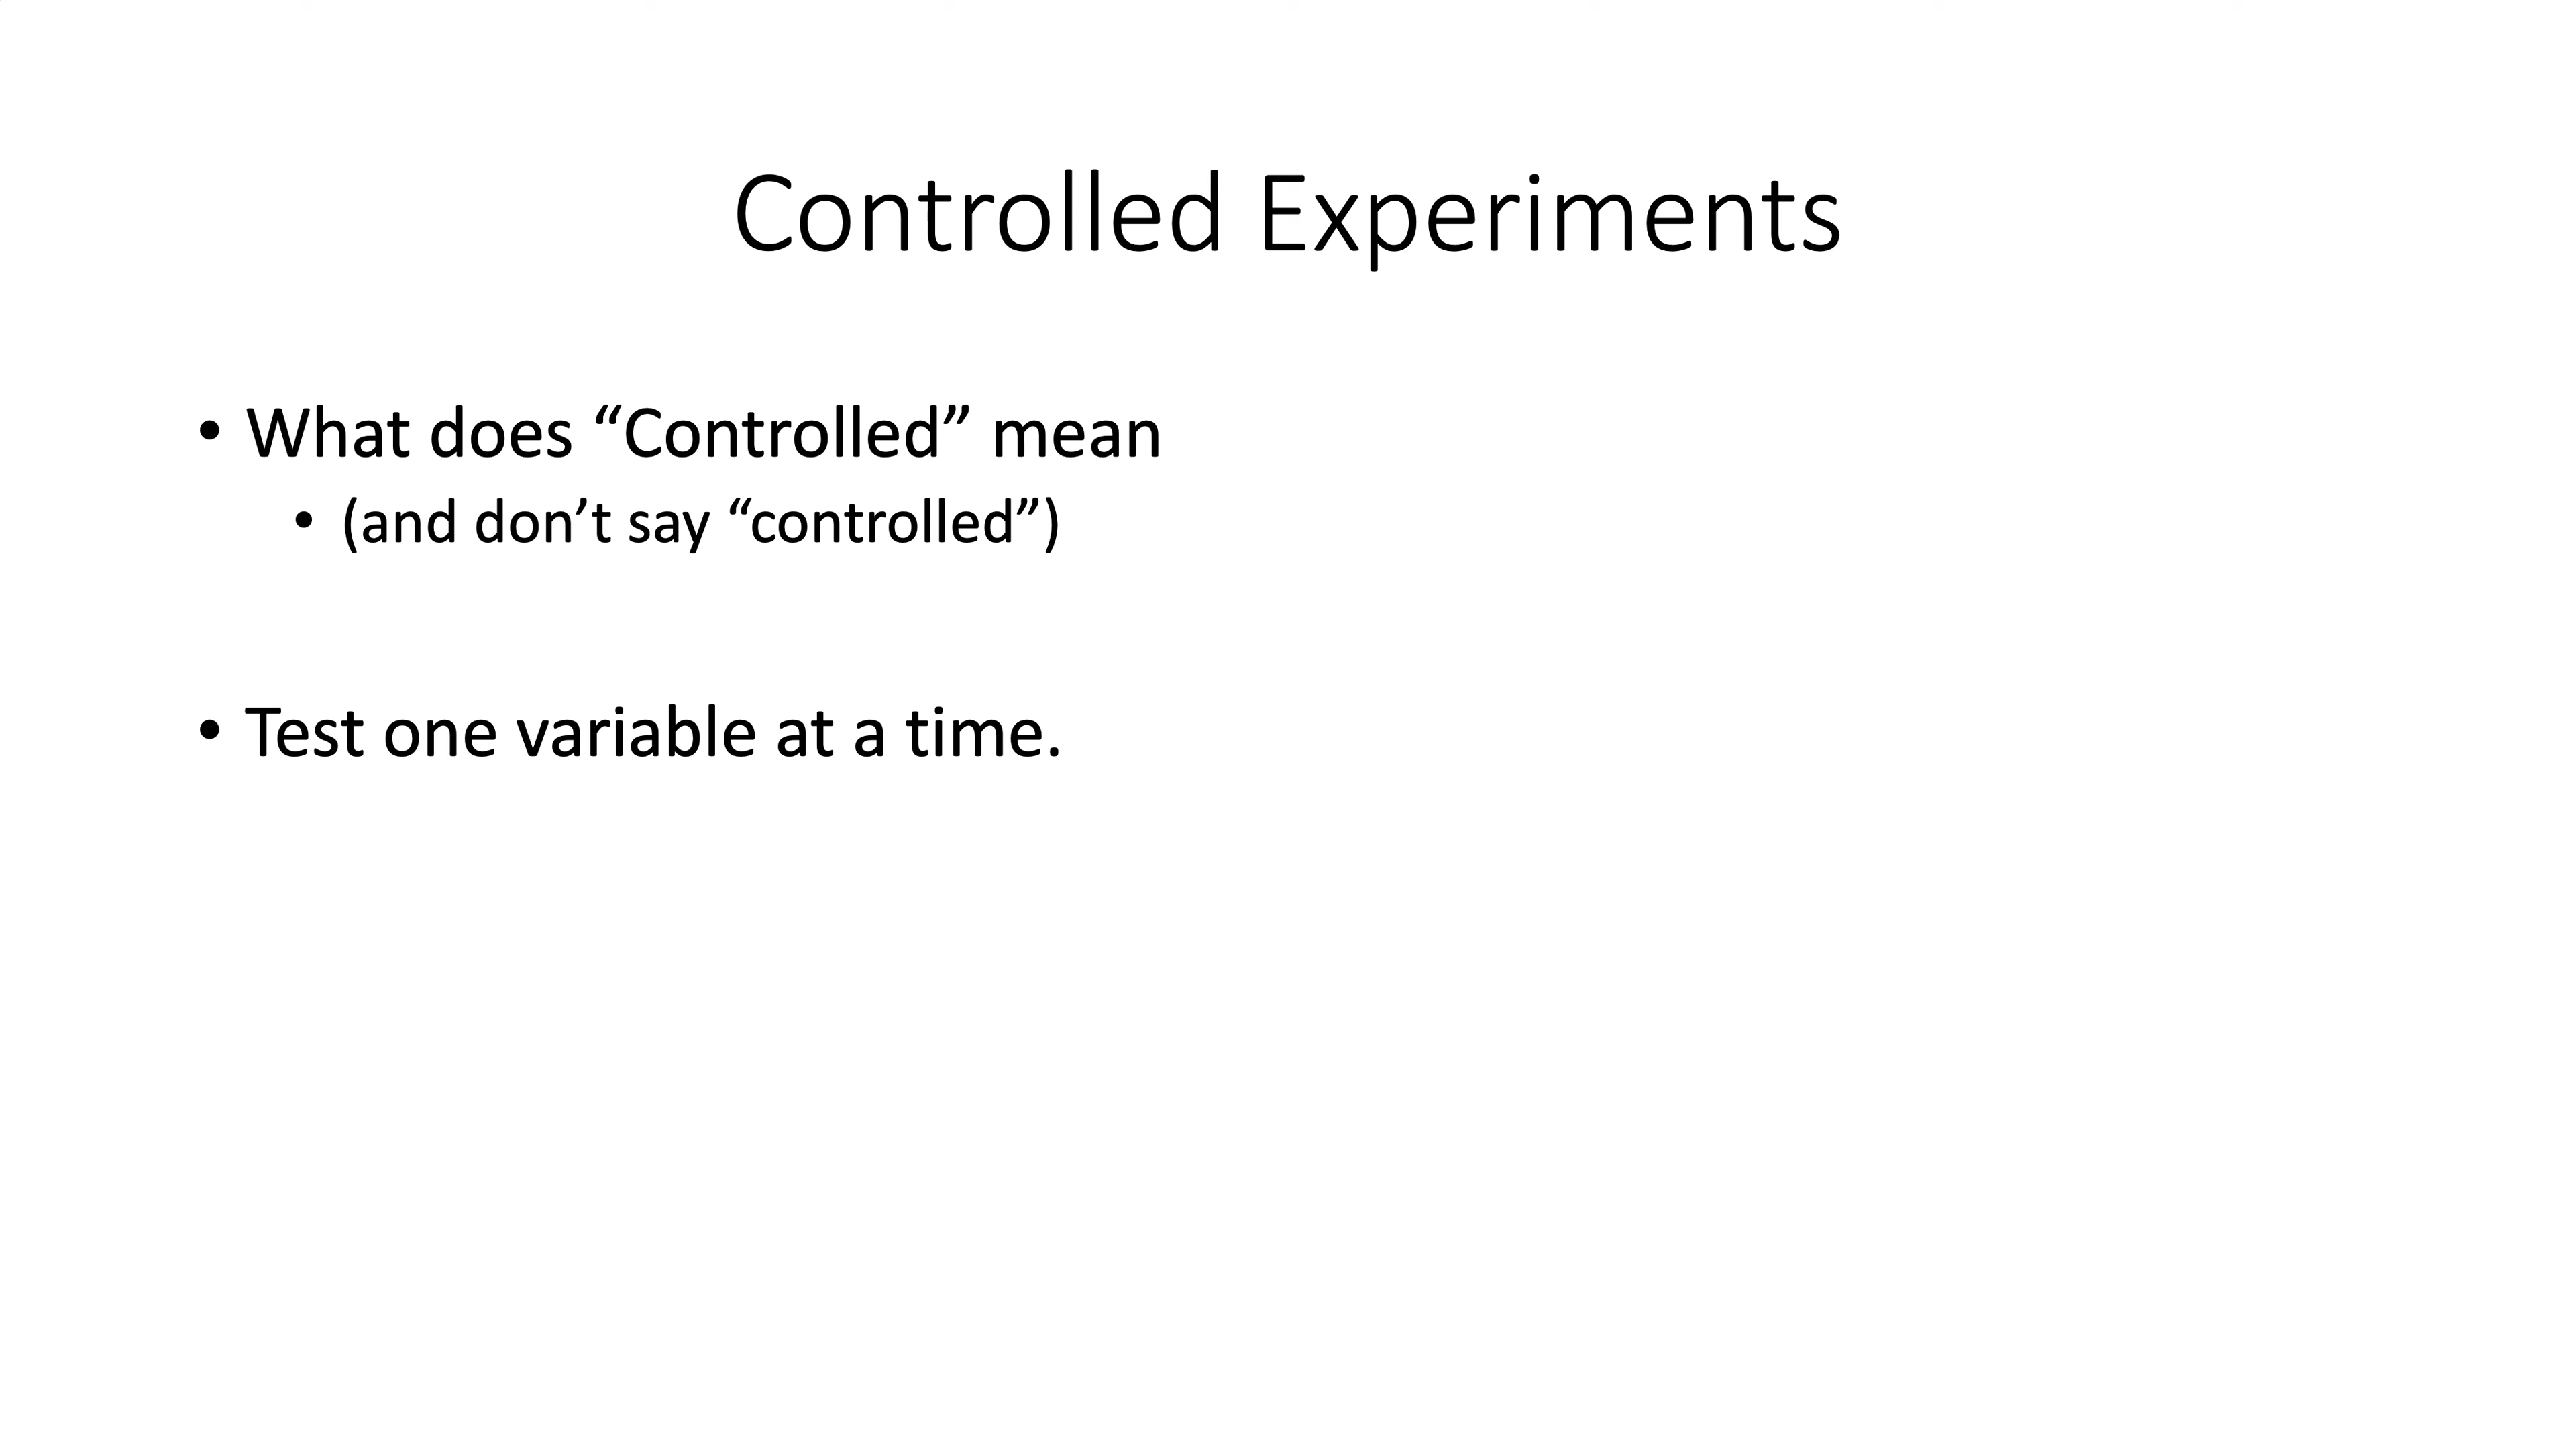 Controlled Experiments
• What does “Controlled” mean
• (and don’t say “controlled”)
• Test one variable at a time.